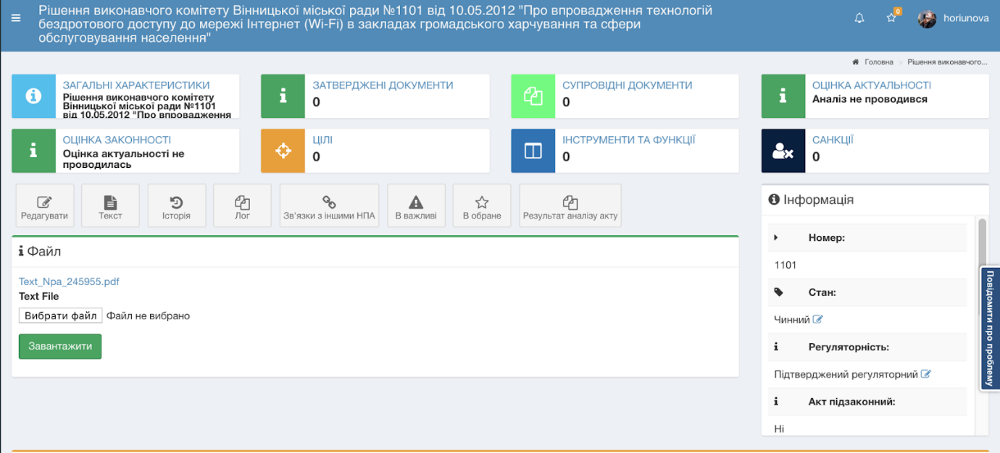 Рішення виконавчого комітету Вінницької міської ради №1101 від 10.05.2012 "Про впровадження технологій
бездротового доступу до мережі Інтернет (Wi-Fi) в закладах громадського харчування та сфери
обслуговування населення"
0
horiunova
Головна > Рішення виконавчого...
ЗАГАЛЬНІ ХАРАКТЕРИСТИКИ
Рішення виконавчого комітету
Вінницької міської ради №1101
від 10.05.2012 "Про впровадження
ЗАТВЕРДЖЕНІ ДОКУМЕНТИ
0
СУПРОВІДНІ ДОКУМЕНТИ
0
ОЦІНКА АКТУАЛЬНОСТІ
Аналіз не проводився
ОЦІНКА ЗАКОННОСТІ
Оцінка актуальності не
проводилась
ЦІЛІ
0
ІНСТРУМЕНТИ ТА ФУНКЦІЇ
0
САНКЦІЇ
0
Редагувати
Текст
Історія
Лог
Зв'язки з іншими НПА
В важливі
В обране
Результат аналізу акту
Файл
Text_Npa_245955.pdf
Text File
Вибрати файл Файл не вибрано
Завантажити
Інформація
Номер:
1101
Стан:
Чинний
Регуляторність:
Підтверджений регуляторний
Акт підзаконний:
Ні
Повідомити про проблему